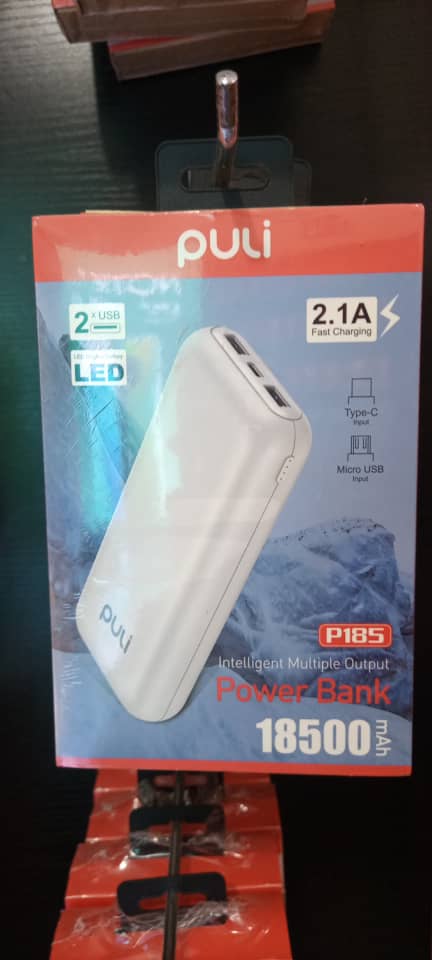 puli
2 x USB
LED
2.1A
Fast Charging
Type-C
Input
Micro USB
Input
puli
P185
Intelligent Multiple Output
Power Bank
18500 mAh